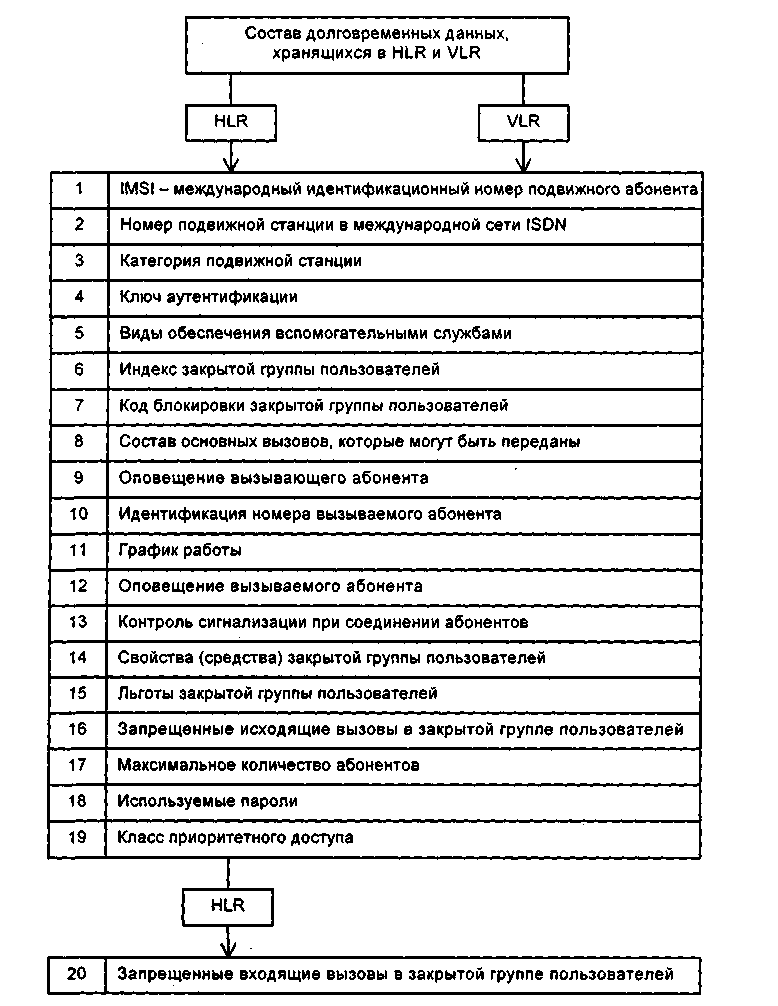 Состав долговременных данных,
хранящихся в HLR и VLR
HLR VLR
1 IMSI – международный идентификационный номер подвижного абонента
2 Номер подвижной станции в международной сети ISDN
3 Категория подвижной станции
4 Ключ аутентификации
5 Виды обеспечения вспомогательными службами
6 Индекс закрытой группы пользователей
7 Код блокировки закрытой группы пользователей
8 Состав основных вызовов, которые могут быть переданы
9 Оповещение вызывающего абонента
10 Идентификация номера вызываемого абонента
11 График работы
12 Оповещение вызываемого абонента
13 Контроль сигнализации при соединении абонентов
14 Свойства (средства) закрытой группы пользователей
15 Льготы закрытой группы пользователей
16 Запрещенные исходящие вызовы в закрытой группе пользователей
17 Максимальное количество абонентов
18 Используемые пароли
19 Класс приоритетного доступа
HLR
20 Запрещенные входящие вызовы в закрытой группе пользователей